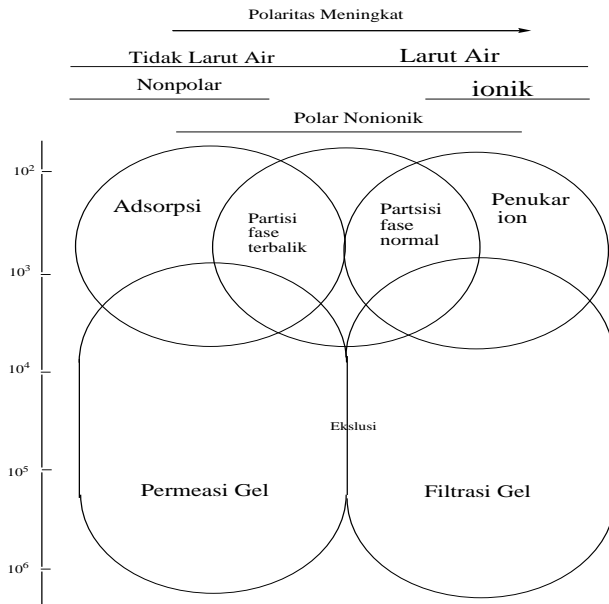 Polaritas Meningkat
Tidak Larut Air
Larut Air
Nonpolar
ionik
Polar Nonionik
10²
Adsorpsi
Partisi
fase
terbalik
Partsisi
fase
normal
Penukar
ion
10³
10⁴
Ekslusi
10⁵
Permeasi Gel
Filtrasi Gel
10⁶